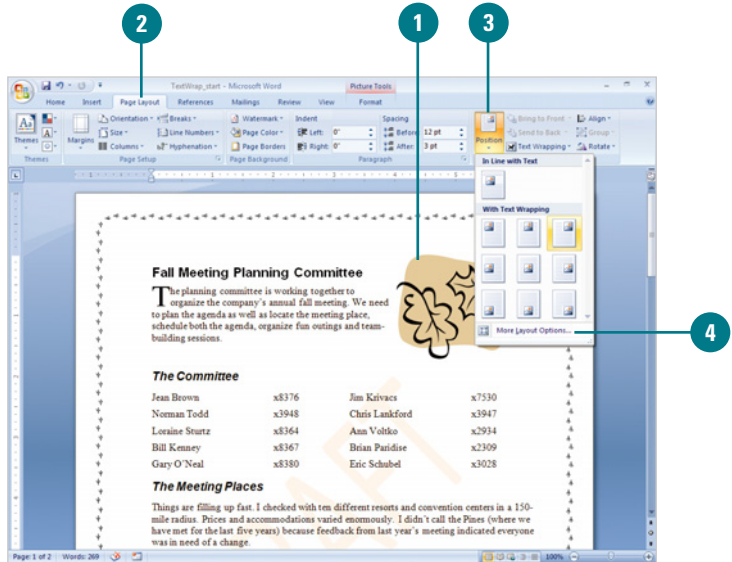 2
1
3
TextWrap_start - Microsoft Word
Picture Tools
Home Insert Page Layout References Mailings Review View Format
Themes
Margins
Orientation
Size
Columns
Breaks
Line Numbers
Hyphenation
Watermark
Page Color
Page Borders
Indent
Left: 0"
Right: 0"
Spacing
Before: 12 pt
After: 3 pt
Position
Bring to Front
Send to Back
Text Wrapping
Align
Group
Rotate
Themes Page Setup Page Background Paragraph
In Line with Text
With Text Wrapping
More Layout Options...
4
Fall Meeting Planning Committee
The planning committee is working together to
organize the company's annual fall meeting. We need
to plan the agenda as well as locate the meeting place,
schedule both the agenda, organize fun outings and team-
building sessions.
The Committee
Jean Brown x8376 Jim Krivacs x7530
Norman Todd x3948 Chris Lankford x3947
Loraine Sturtz x8364 Ann Voltko x2934
Bill Kenney x8367 Brian Paridise x2309
Gary O'Neal x8380 Eric Schubel x3028
The Meeting Places
Things are filling up fast. I checked with ten different resorts and convention centers in a 150-
mile radius. Prices and accommodations varied enormously. I didn't call the Pines (where we
have met for the last five years) because feedback from last year's meeting indicated everyone
was in need of a change.
Page: 1 of 2 Words: 269 100%